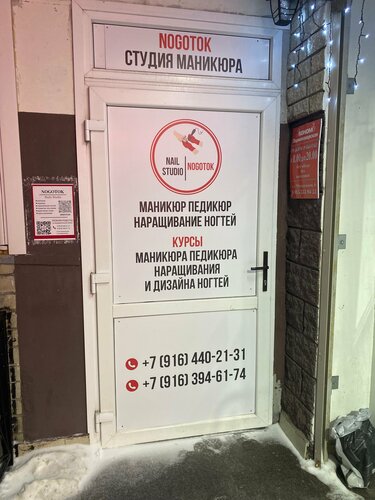 NOGOTOK
СТУДИЯ МАНИКЮРА
NAIL
STUDIO
NOGOTOK
МАНИКЮР ПЕДИКЮР
НАРАЩИВАНИЕ НОГТЕЙ
КУРСЫ
МАНИКЮРА ПЕДИКЮРА
НАРАЩИВАНИЯ
И ДИЗАЙНА НОГТЕЙ
+7 (916) 440-21-31
+7 (916) 394-61-74
NOGOTOK